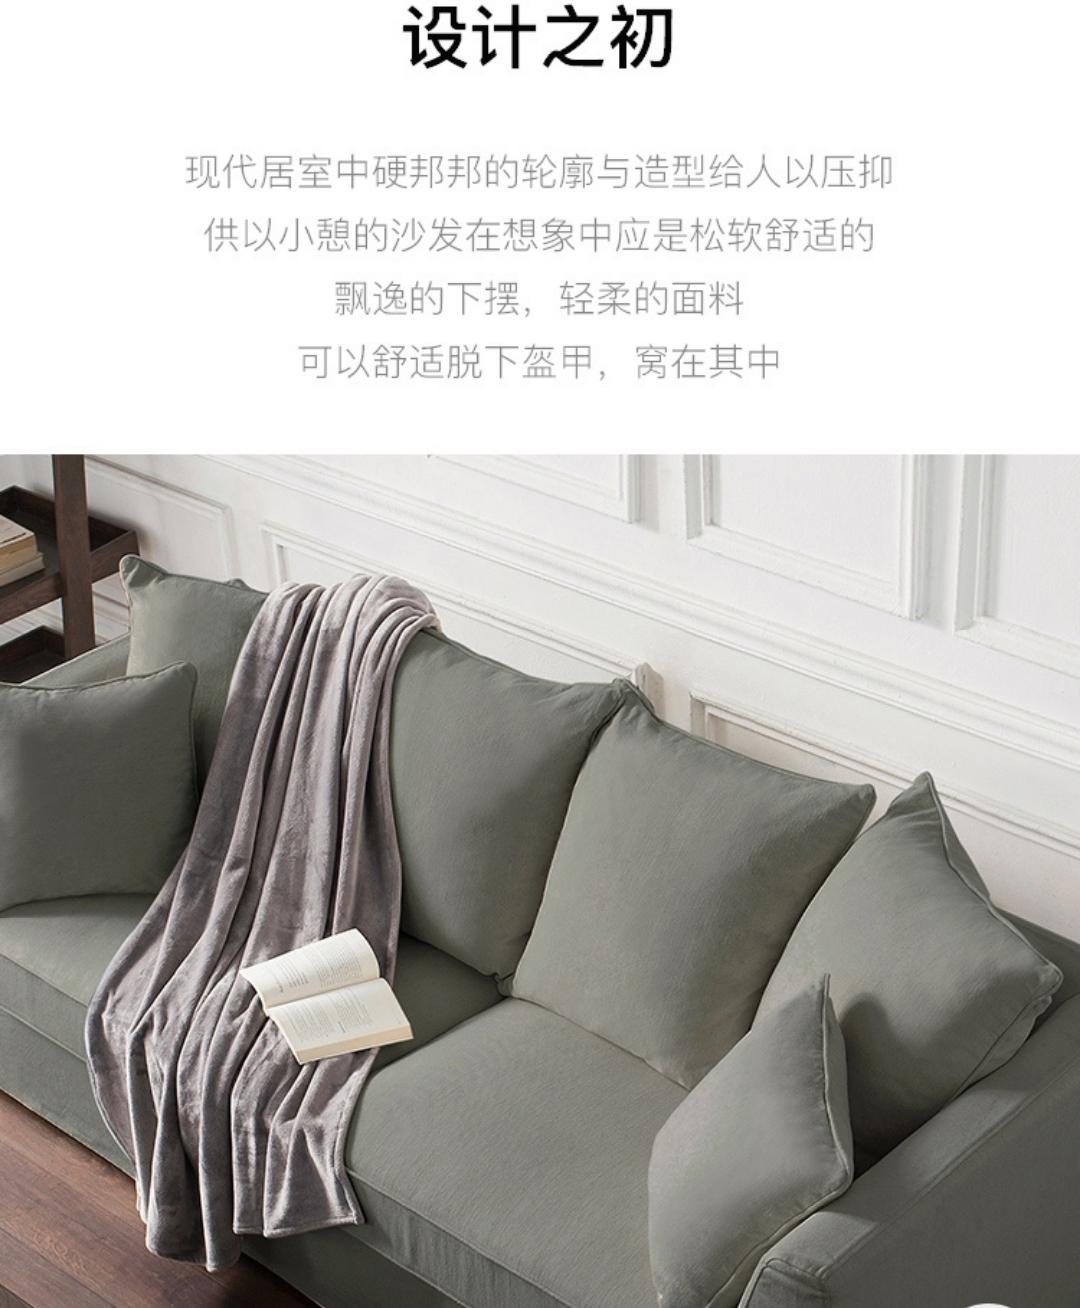 设计之初
现代居室中硬邦邦的轮廓与造型给人以压抑
供以小憩的沙发在想象中应是松软舒适的
飘逸的下摆，轻柔的面料
可以舒适脱下盔甲，窝在其中